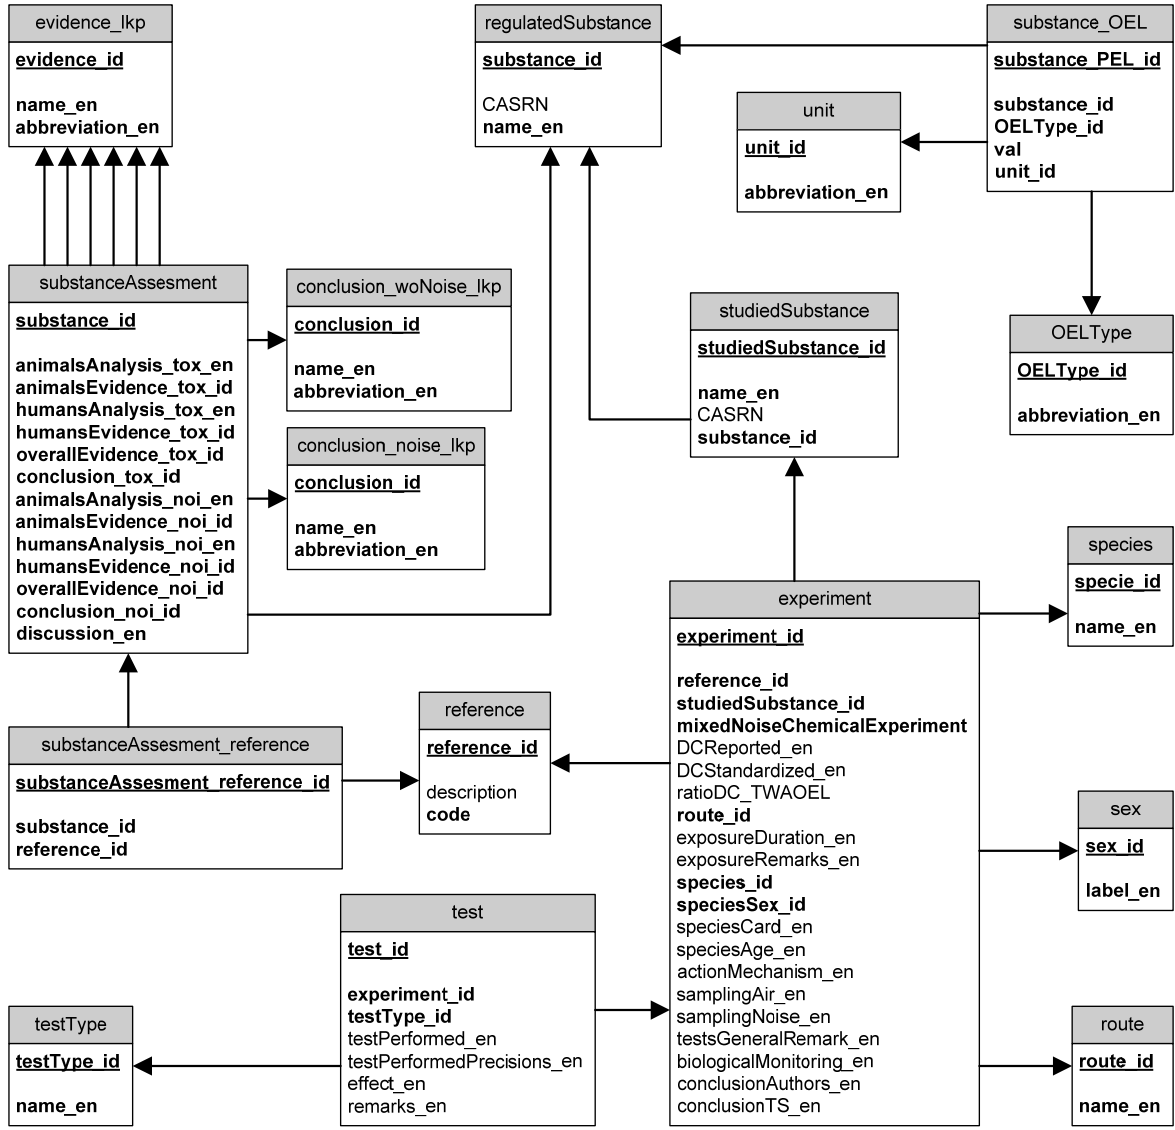 evidence_lkp
evidence_id
name_en
abbreviation_en
regulatedSubstance
substance_id
CASRN
name_en
substance_OEL
substance_PEL_id
substance_id
OELType_id
val
unit_id
unit
unit_id
abbreviation_en
substanceAssesment
substance_id
animalsAnalysis_tox_en
animalsEvidence_tox_id
humansAnalysis_tox_en
humansEvidence_tox_id
overallEvidence_tox_id
conclusion_tox_id
animalsAnalysis_noi_en
animalsEvidence_noi_id
humansAnalysis_noi_en
humansEvidence_noi_id
overallEvidence_noi_id
conclusion_noi_id
discussion_en
conclusion_woNoise_lkp
conclusion_id
name_en
abbreviation_en
conclusion_noise_lkp
conclusion_id
name_en
abbreviation_en
studiedSubstance
studiedSubstance_id
name_en
CASRN
substance_id
OELType
OELType_id
abbreviation_en
experiment
experiment_id
reference_id
studiedSubstance_id
mixedNoiseChemicalExperiment
DCReported_en
DCStandardized_en
ratioDC_TWAOEL
route_id
exposureDuration_en
exposureRemarks_en
species_id
speciesSex_id
speciesCard_en
speciesAge_en
actionMechanism_en
samplingAir_en
samplingNoise_en
testsGeneralRemark_en
biologicalMonitoring_en
conclusionAuthors_en
conclusionTS_en
species
specie_id
name_en
substanceAssesment_reference
substanceAssesment_reference_id
substance_id
reference_id
reference
reference_id
description
code
sex
sex_id
label_en
test
test_id
experiment_id
testType_id
testPerformed_en
testPerformedPrecisions_en
effect_en
remarks_en
testType
testType_id
name_en
route
route_id
name_en